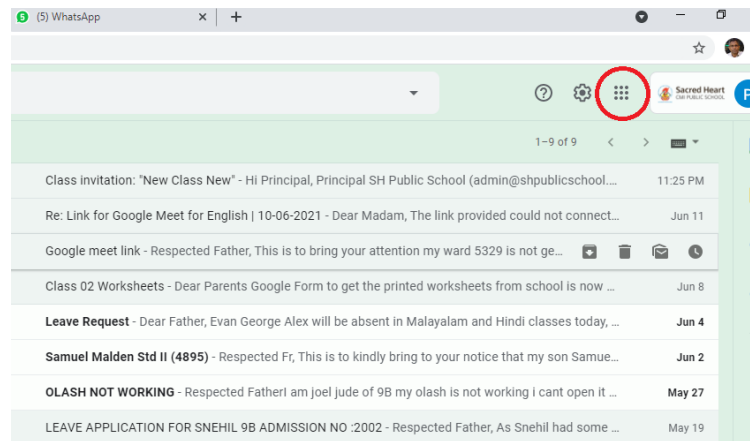 (5) WhatsApp
Sacred Heart
CMI PUBLIC SCHOOL
1–9 of 9
Class invitation: "New Class New" - Hi Principal, Principal SH Public School (admin@shpublicschool.... 11:25 PM
Re: Link for Google Meet for English | 10-06-2021 - Dear Madam, The link provided could not connect... Jun 11
Google meet link - Respected Father, This is to bring your attention my ward 5329 is not ge...
Class 02 Worksheets - Dear Parents Google Form to get the printed worksheets from school is now ... Jun 8
Leave Request - Dear Father, Evan George Alex will be absent in Malayalam and Hindi classes today, ... Jun 4
Samuel Malden Std II (4895) - Respected Fr, This is to kindly bring to your notice that my son Samue... Jun 2
OLASH NOT WORKING - Respected FatherI am joel jude of 9B my olash is not working i cant open it ... May 27
LEAVE APPLICATION FOR SNEHIL 9B ADMISSION NO :2002 - Respected Father, As Snehil had some ... May 19